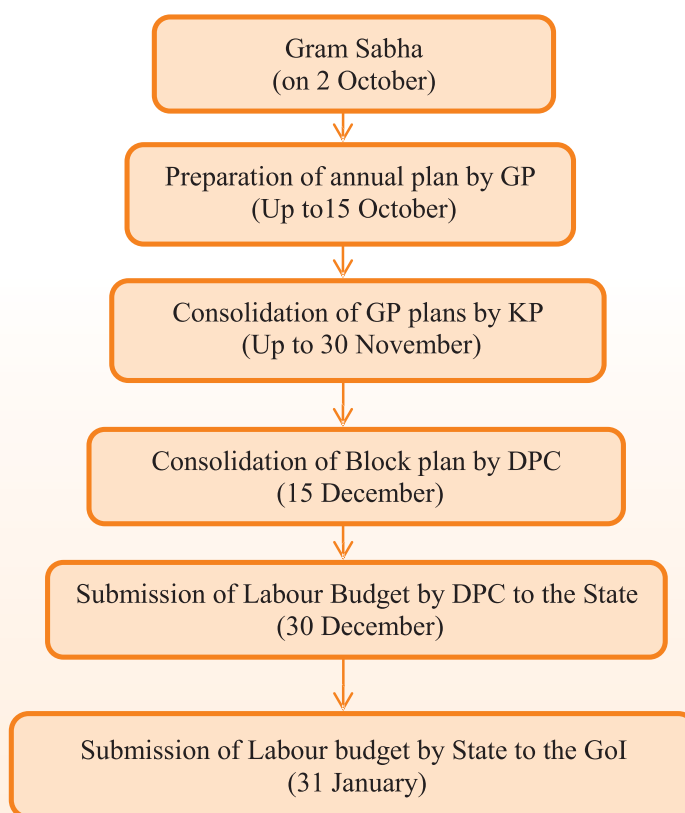 Gram Sabha
(on 2 October)
Preparation of annual plan by GP
(Up to15 October)
Consolidation of GP plans by KP
(Up to 30 November)
Consolidation of Block plan by DPC
(15 December)
Submission of Labour Budget by DPC to the State
(30 December)
Submission of Labour budget by State to the GoI
(31 January)